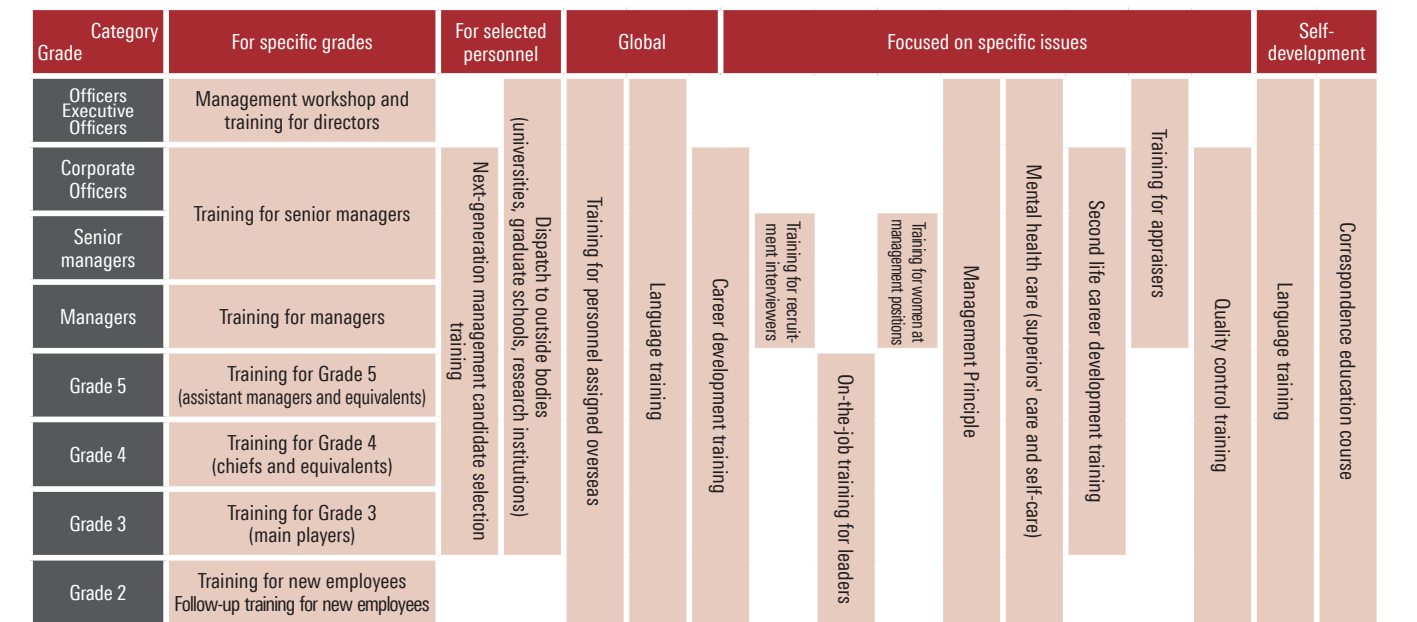 Category
Grade
For specific grades
For selected
personnel
Global
Focused on specific issues
Self-
development
Officers
Executive
Officers
Management workshop and
training for directors
Corporate
Officers
Training for senior managers
Senior
managers
Managers
Training for managers
Grade 5
Training for Grade 5
(assistant managers and equivalents)
Grade 4
Training for Grade 4
(chiefs and equivalents)
Grade 3
Training for Grade 3
(main players)
Grade 2
Training for new employees
Follow-up training for new employees
Next-generation management candidate selection
training
Dispatch to outside bodies
(universities, graduate schools, research institutions)
Training for personnel assigned overseas
Language training
Career development training
Training for recruit-
ment interviewers
On-the-job training for leaders
Training for women at
management positions
Management Principle
Mental health care (superiors' care and self-care)
Second life career development training
Training for appraisers
Quality control training
Language training
Correspondence education course